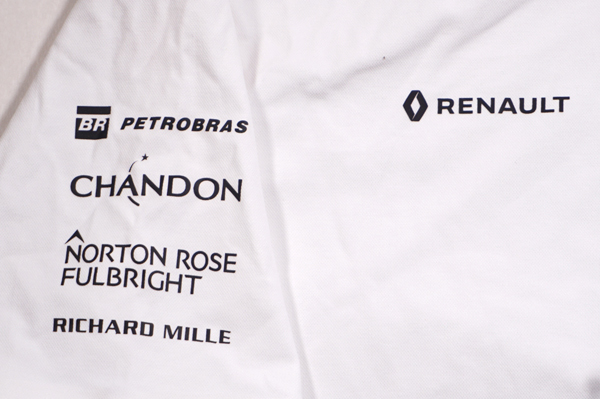 BR PETROBRAS
CHANDON
NORTON ROSE
FULBRIGHT
RICHARD MILLE
RENAULT